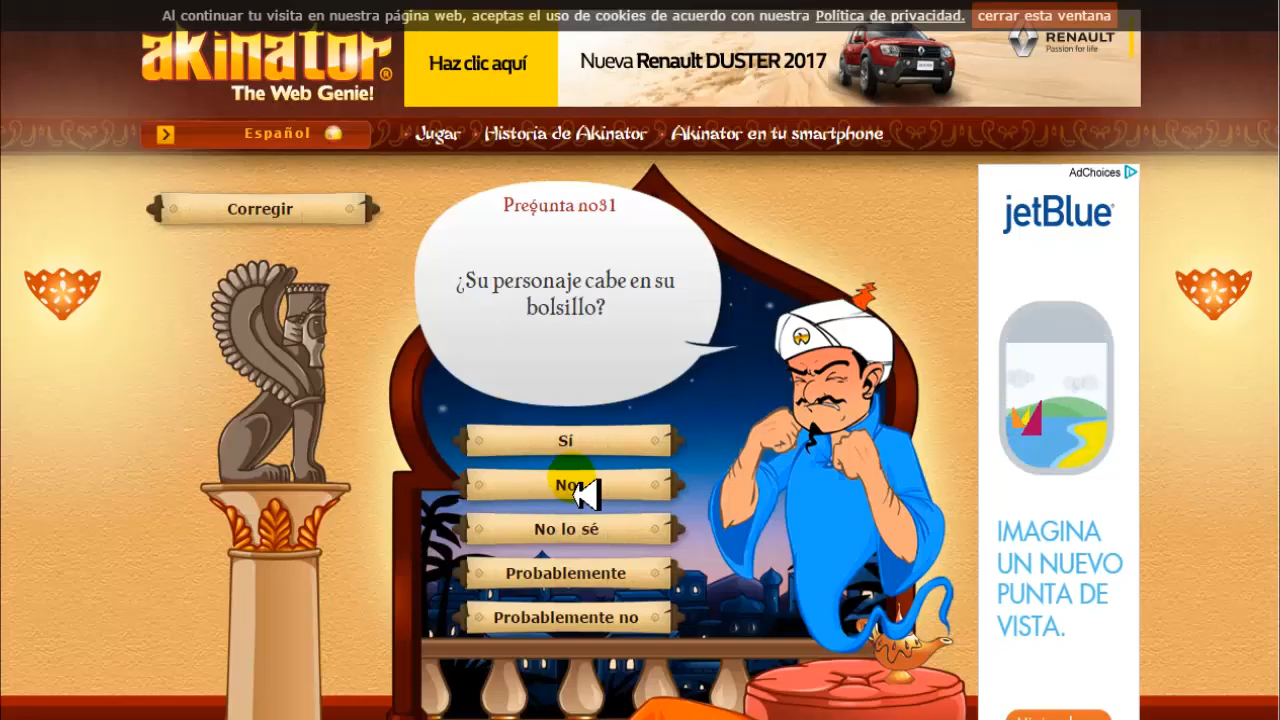 Al continuar tu visita en nuestra página web, aceptas el uso de cookies de acuerdo con nuestra Política de privacidad. cerrar esta ventana
akinator®
The Web Genie!
Haz clic aquí
Nueva Renault DUSTER 2017
RENAULT
Passion for life
Español
· Jugar · Historia de Akinator · Akinator en tu smartphone
AdChoices
Corregir
Pregunta no31
¿Su personaje cabe en su
bolsillo?
Sí
No
No lo sé
Probablemente
Probablemente no
jetBlue
IMAGINA
UN NUEVO
PUNTA DE
VISTA.